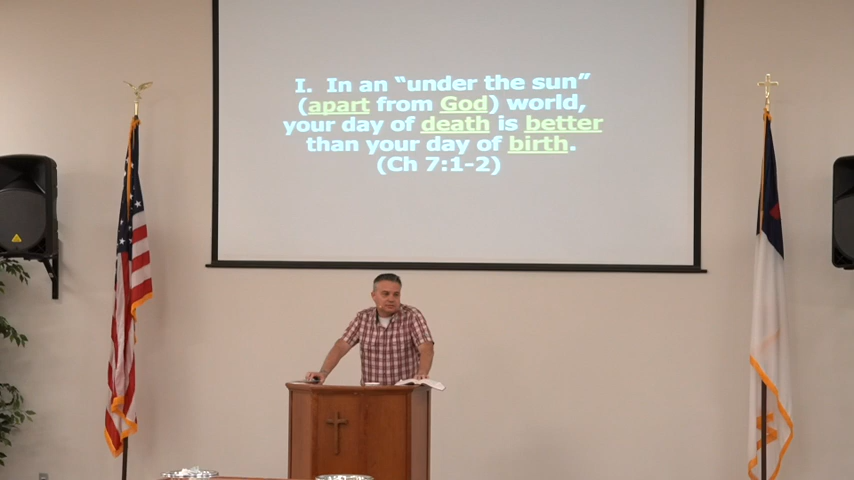 I. In an “under the sun”
(apart from God) world,
your day of death is better
than your day of birth.
(Ch 7:1-2)